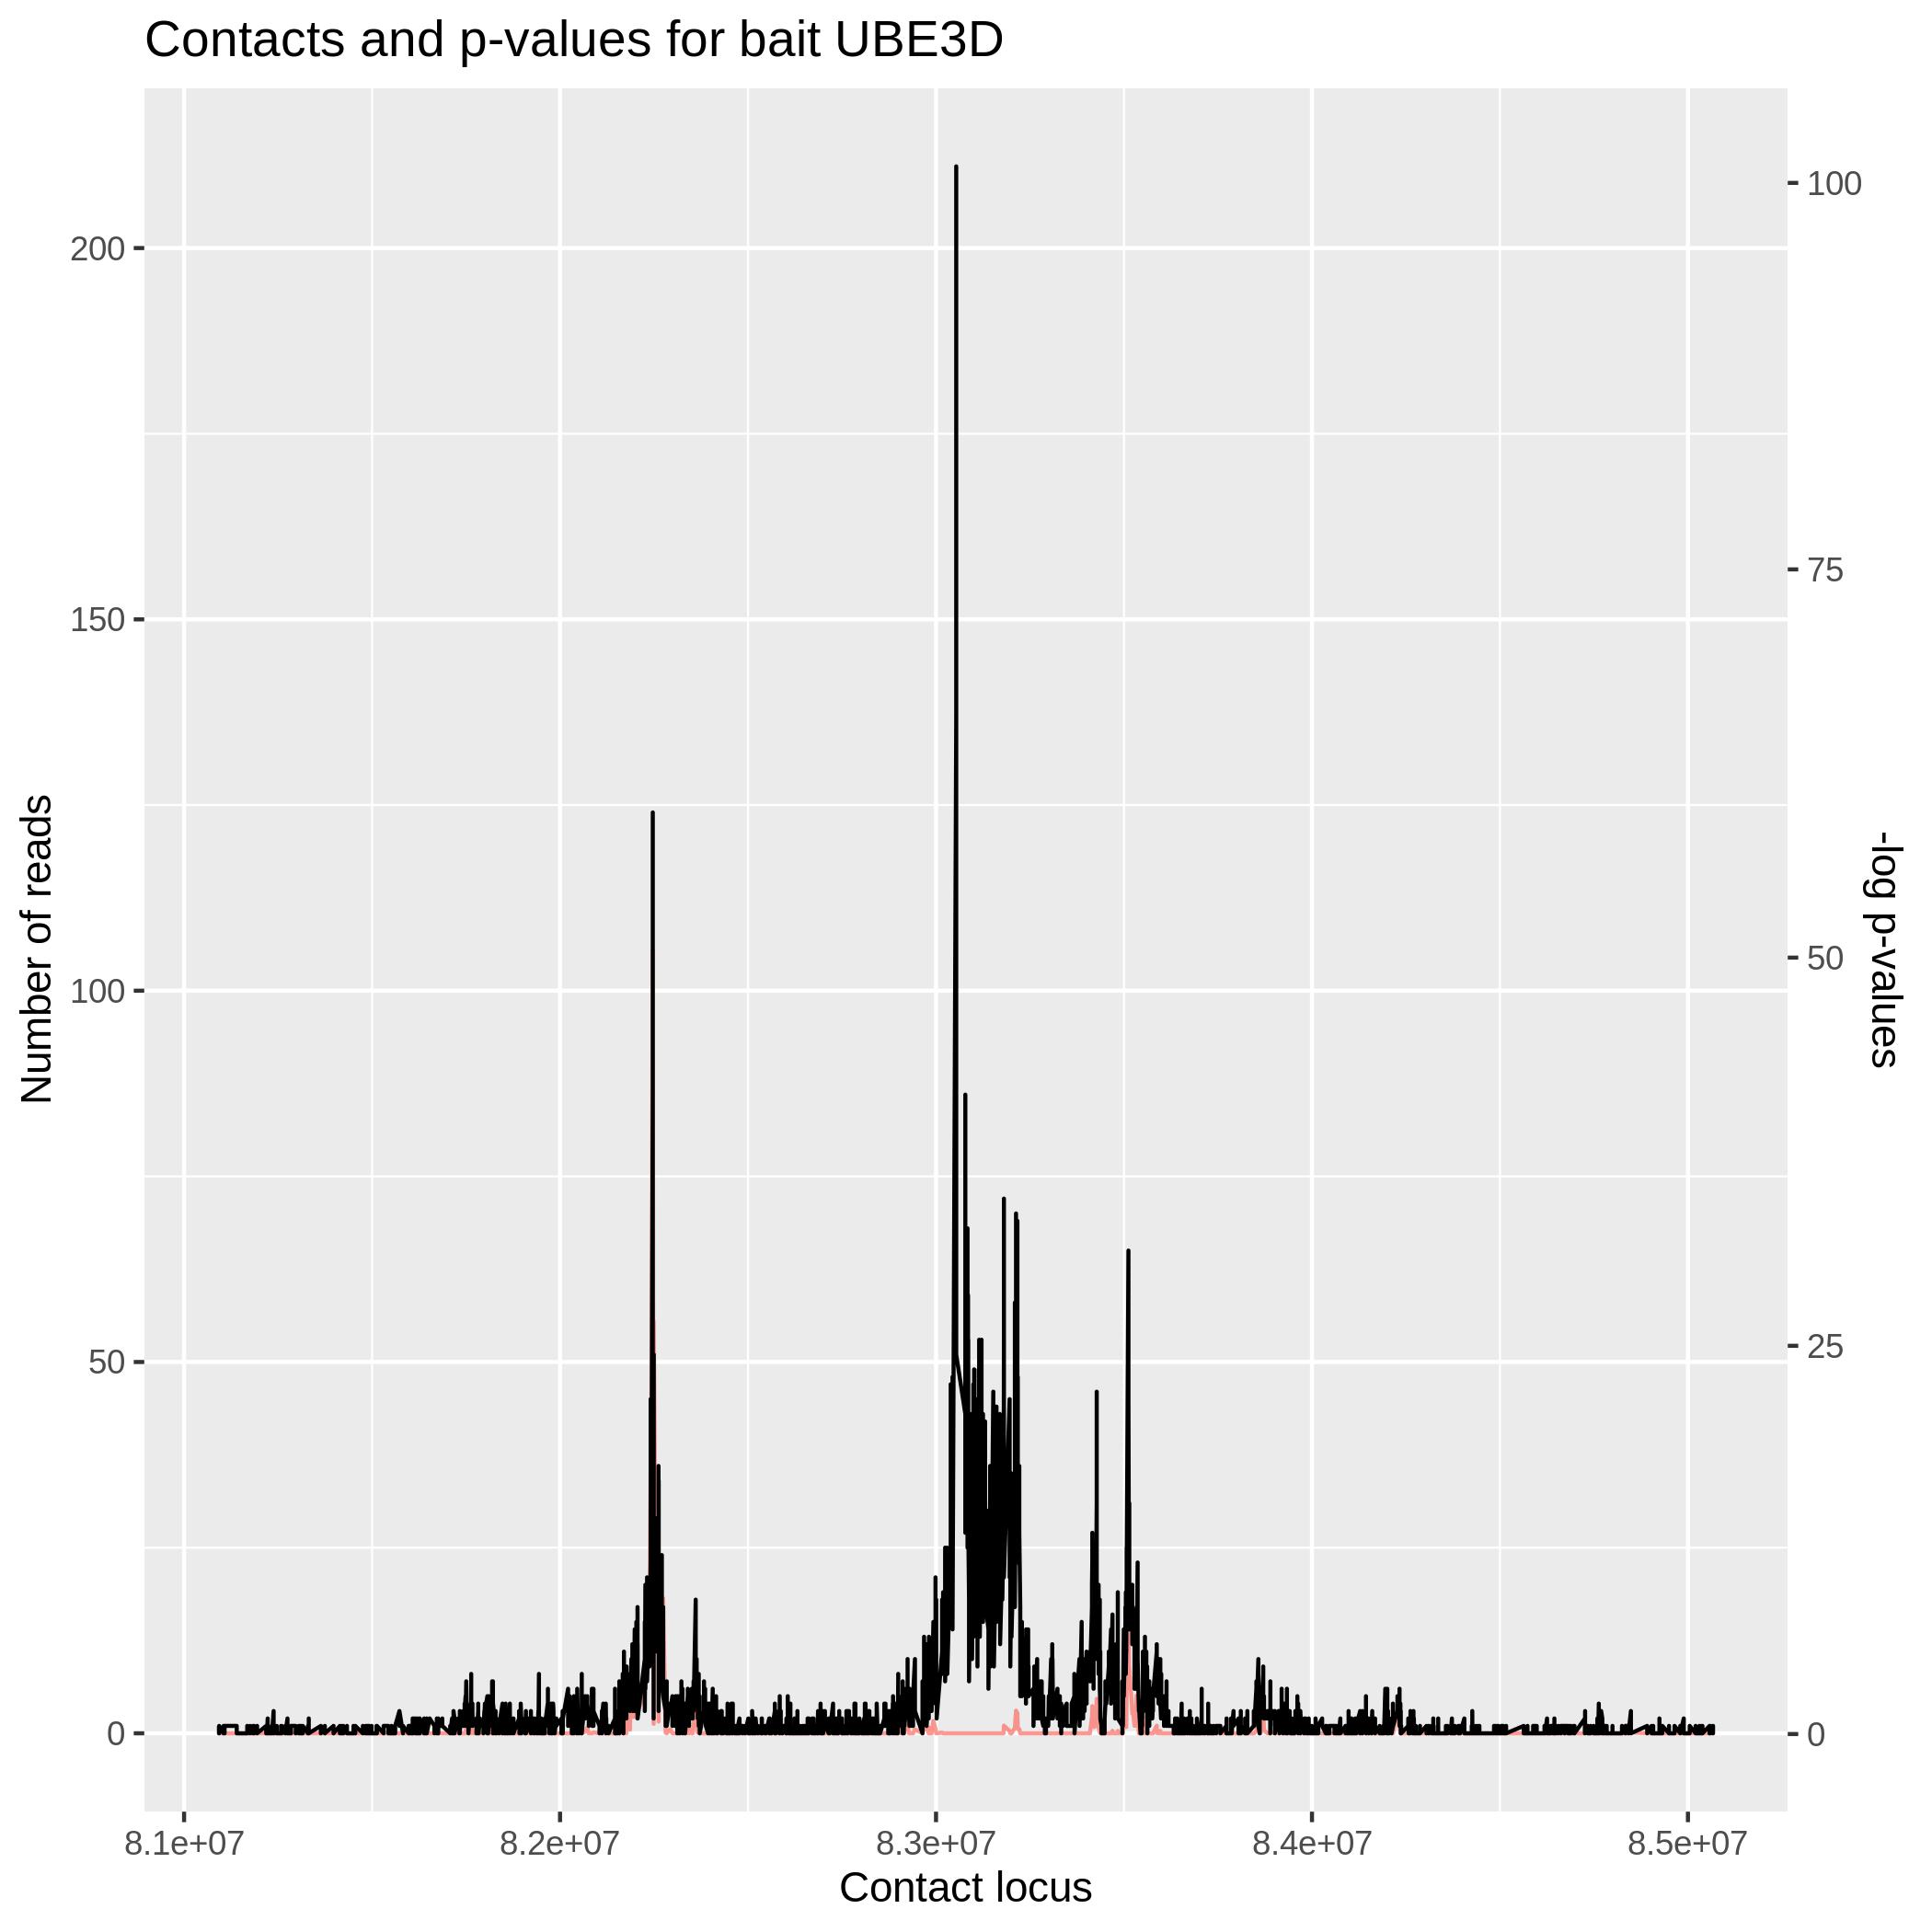 Contacts and p-values for bait UBE3D
200
150
100
50
0
Number of reads
100
75
50
25
0
-log p-values
8.1e+07
8.2e+07
8.3e+07
8.4e+07
8.5e+07
Contact locus